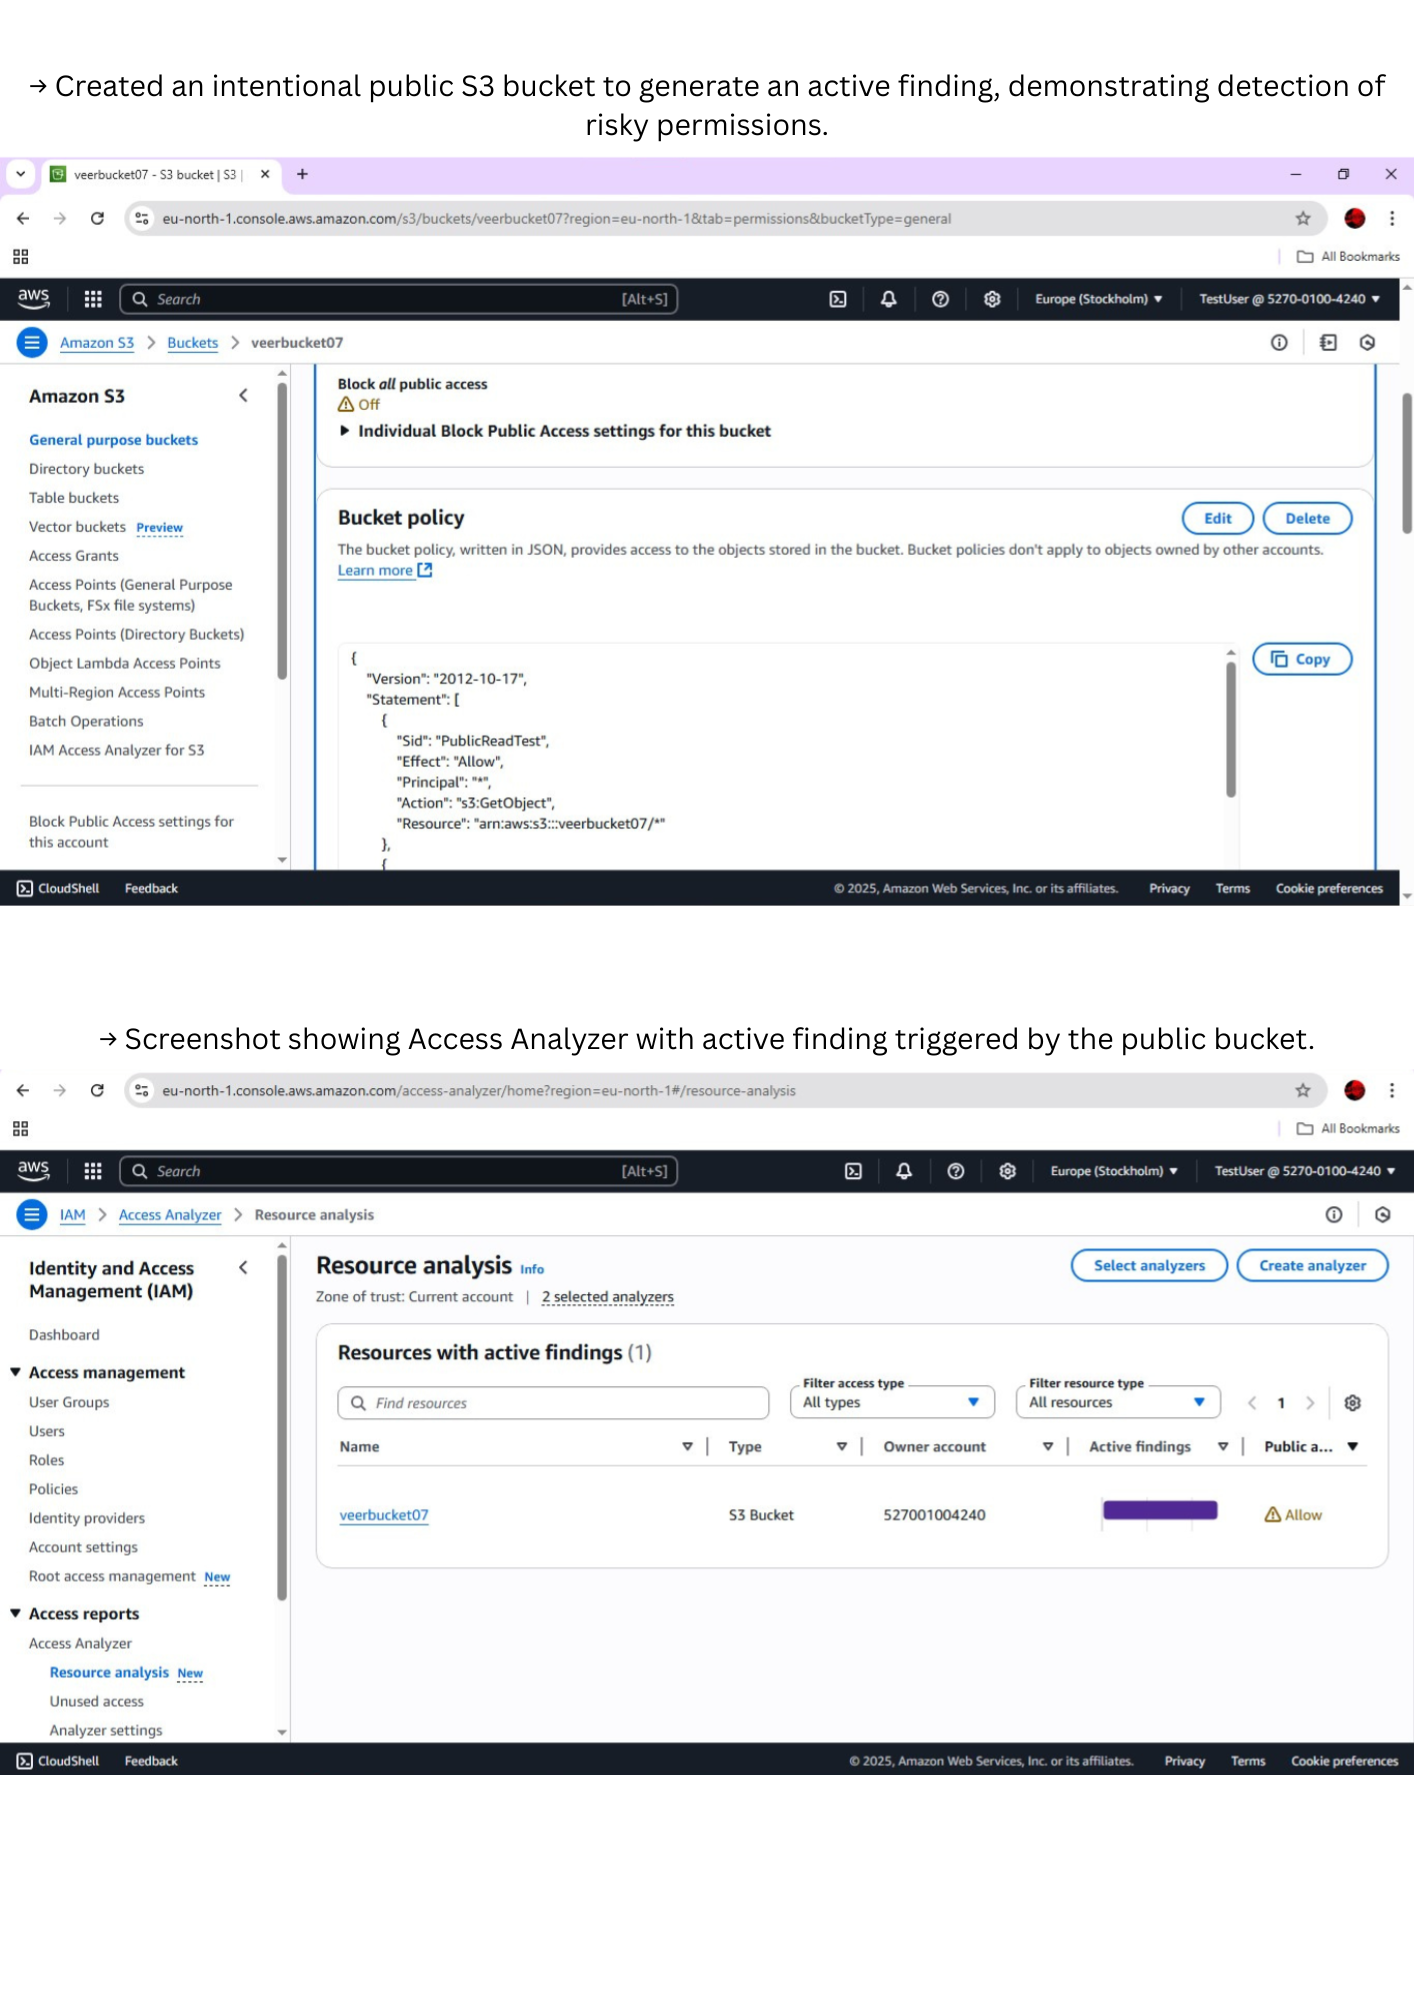 → Created an intentional public S3 bucket to generate an active finding, demonstrating detection of
risky permissions.
veerbucket07 - S3 bucket | S3 |
eu-north-1.console.aws.amazon.com/s3/buckets/veerbucket07?region=eu-north-1&tab=permissions&bucketType=general
All Bookmarks
aws Search [Alt+S] Europe (Stockholm) ▼ TestUser @ 5270-0100-4240 ▼
Amazon S3 > Buckets > veerbucket07
Amazon S3
General purpose buckets
Directory buckets
Table buckets
Vector buckets Preview
Access Grants
Access Points (General Purpose
Buckets, FSx file systems)
Access Points (Directory Buckets)
Object Lambda Access Points
Multi-Region Access Points
Batch Operations
IAM Access Analyzer for S3
Block Public Access settings for
this account
Block all public access
Off
Individual Block Public Access settings for this bucket
Bucket policy
Edit Delete
The bucket policy, written in JSON, provides access to the objects stored in the bucket. Bucket policies don't apply to objects owned by other accounts.
Learn more
Copy
{
"Version": "2012-10-17",
"Statement": [
{
"Sid": "PublicReadTest",
"Effect": "Allow",
"Principal": "*",
"Action": "s3:GetObject",
"Resource": "arn:aws:s3:::veerbucket07/*"
},
{
CloudShell Feedback © 2025, Amazon Web Services, Inc. or its affiliates. Privacy Terms Cookie preferences
→ Screenshot showing Access Analyzer with active finding triggered by the public bucket.
eu-north-1.console.aws.amazon.com/access-analyzer/home?region=eu-north-1#/resource-analysis
All Bookmarks
aws Search [Alt+S] Europe (Stockholm) ▼ TestUser @ 5270-0100-4240 ▼
IAM > Access Analyzer > Resource analysis
Identity and Access
Management (IAM)
Dashboard
Access management
User Groups
Users
Roles
Policies
Identity providers
Account settings
Root access management New
Access reports
Access Analyzer
Resource analysis New
Unused access
Analyzer settings
Resource analysis Info
Select analyzers Create analyzer
Zone of trust: Current account | 2 selected analyzers
Resources with active findings (1)
Filter access type Filter resource type
Find resources All types All resources 1
Name Type Owner account Active findings Public a...
veerbucket07 S3 Bucket 527001004240 Allow
CloudShell Feedback © 2025, Amazon Web Services, Inc. or its affiliates. Privacy Terms Cookie preferences